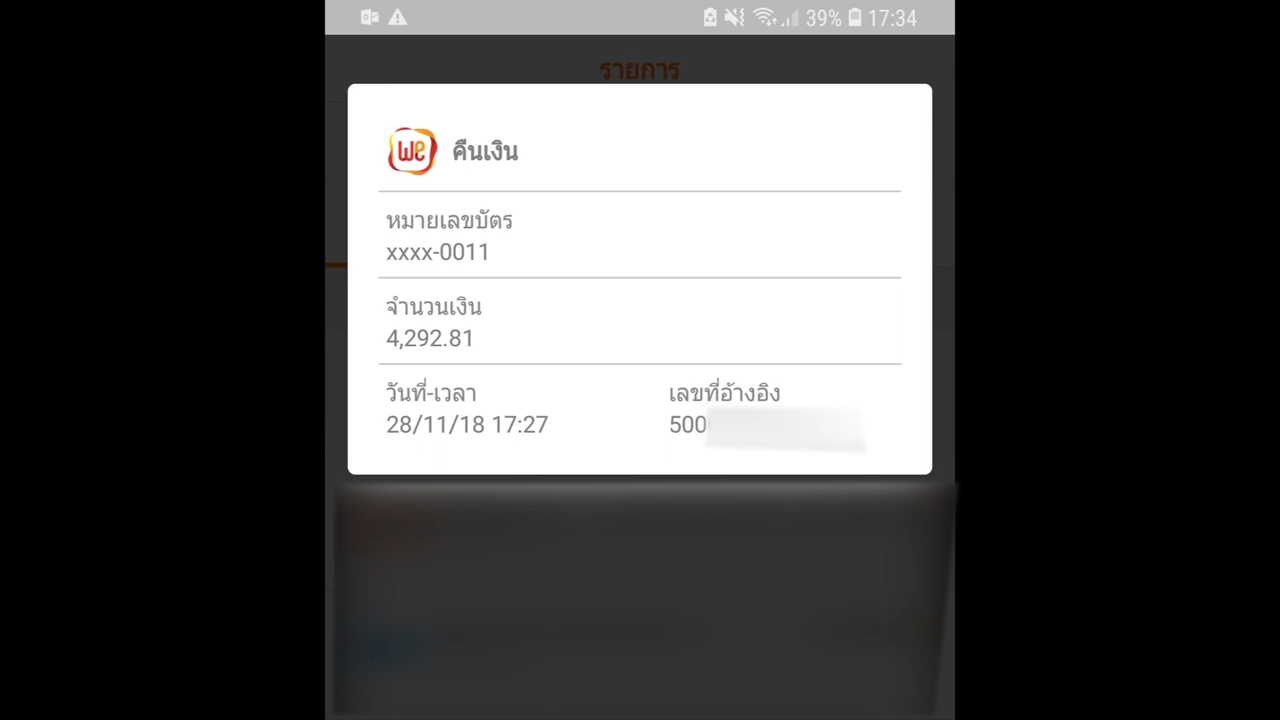 39% 17:34
รายการ
we คืนเงิน
หมายเลขบัตร
xxxx-0011
จำนวนเงิน
4,292.81
วันที่-เวลา เลขที่อ้างอิง
28/11/18 17:27 500